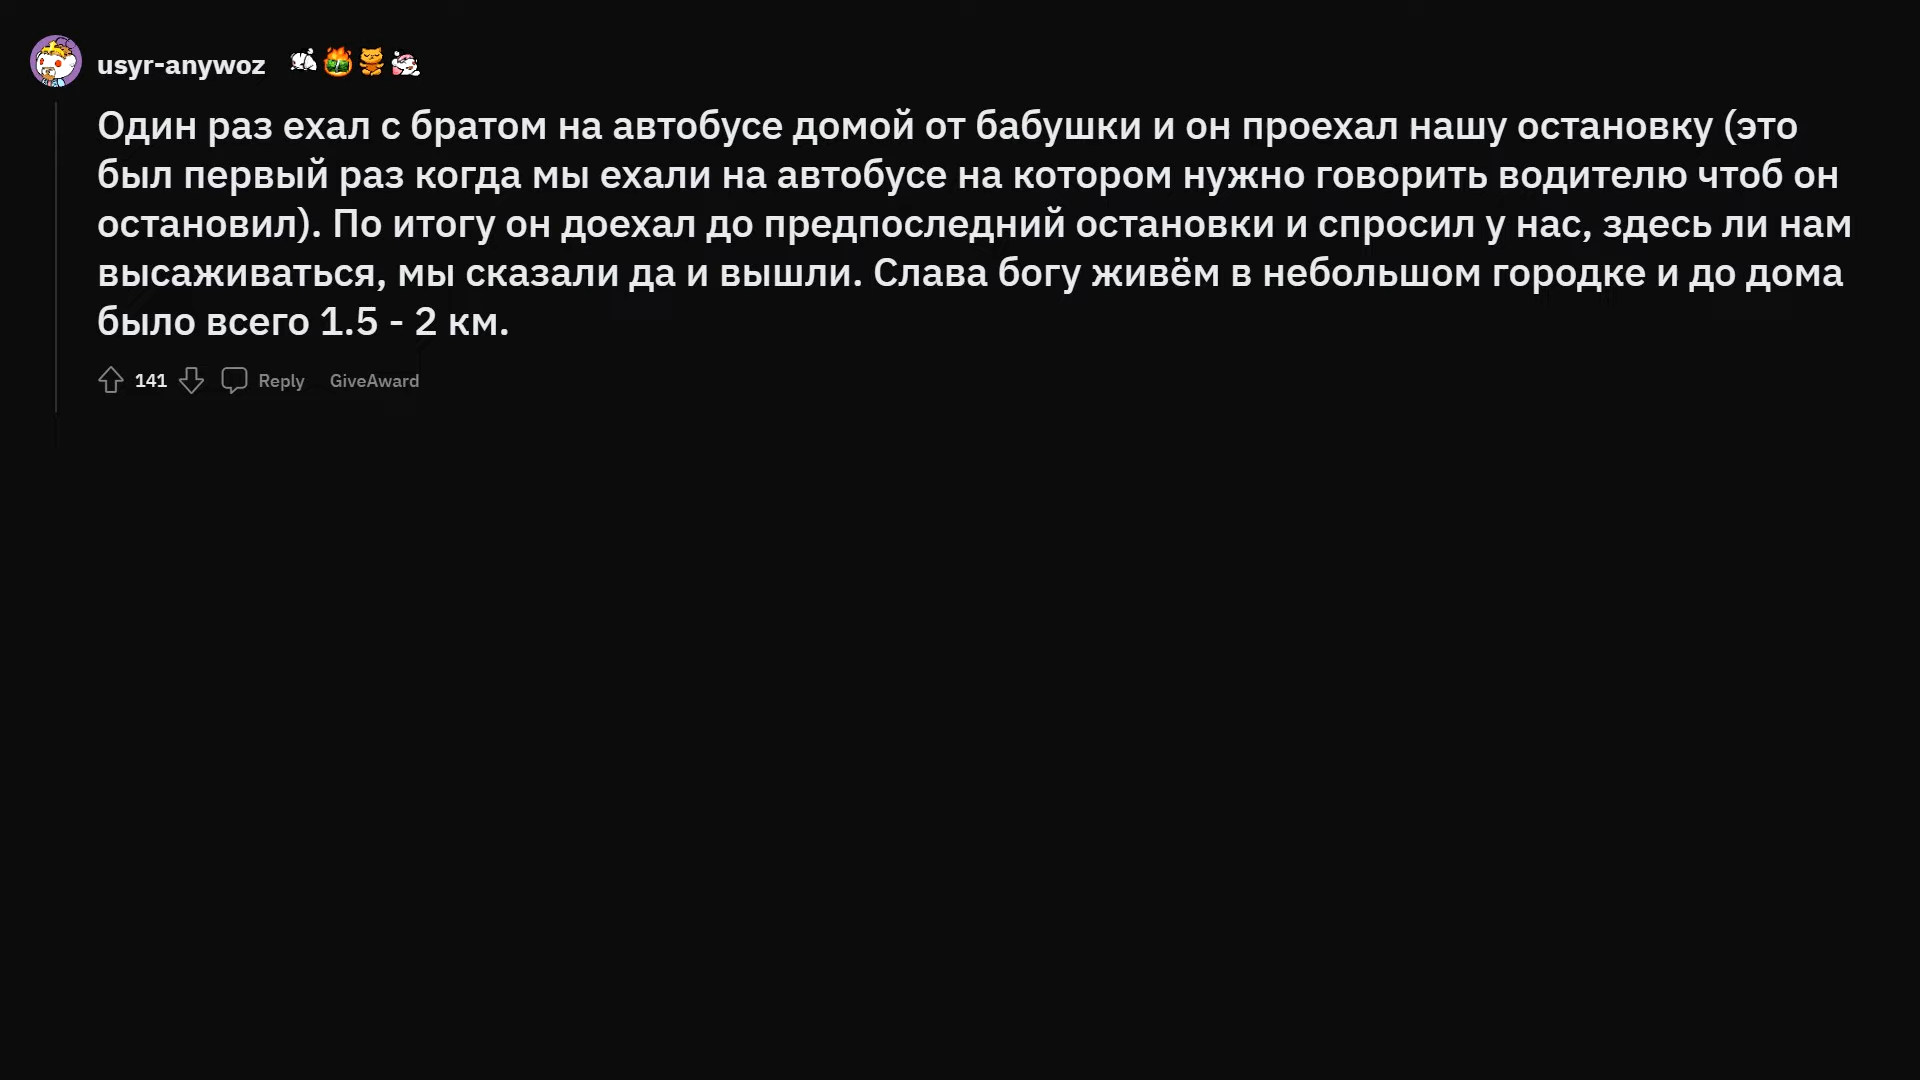 usyr-anywoz
Один раз ехал с братом на автобусе домой от бабушки и он проехал нашу остановку (это
был первый раз когда мы ехали на автобусе на котором нужно говорить водителю чтоб он
остановил). По итогу он доехал до предпоследний остановки и спросил у нас, здесь ли нам
высаживаться, мы сказали да и вышли. Слава богу живём в небольшом городке и до дома
было всего 1.5 - 2 км.
141 Reply GiveAward